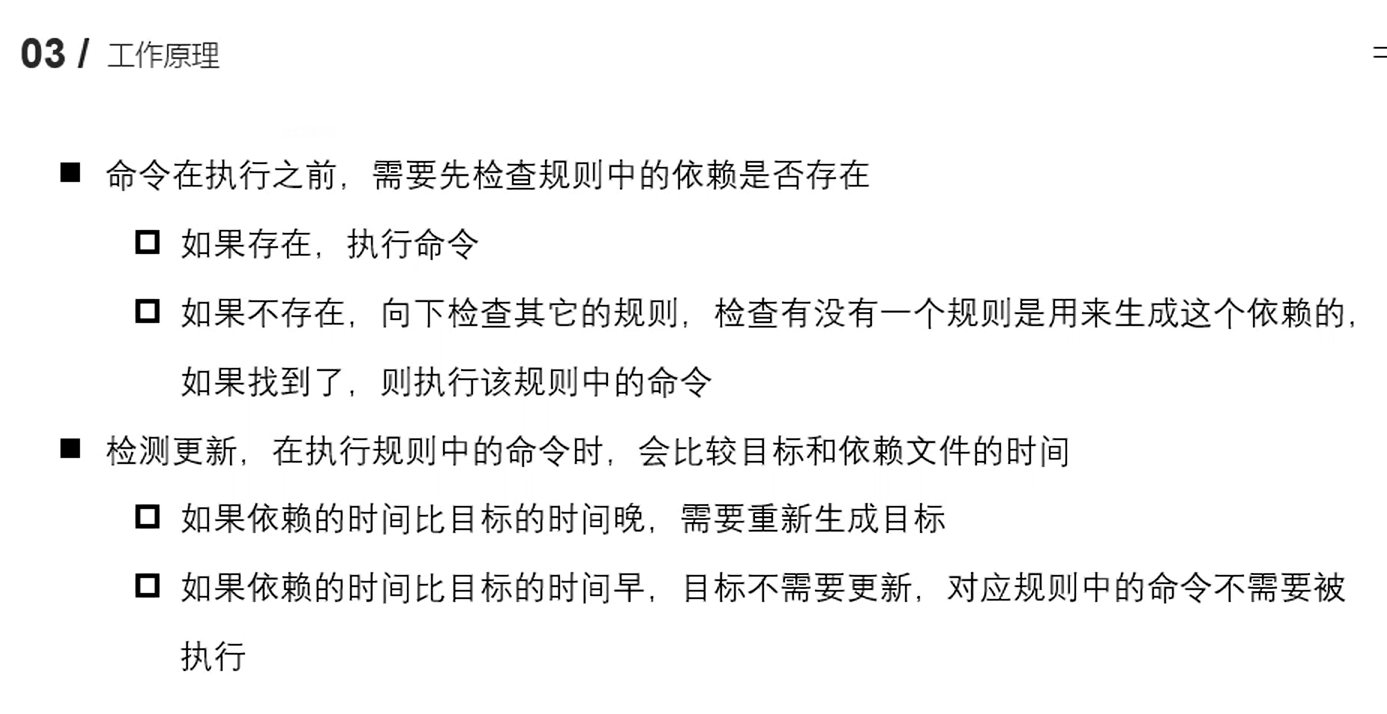 03 / 工作原理
命令在执行之前，需要先检查规则中的依赖是否存在
如果存在，执行命令
如果不存在，向下检查其它的规则，检查有没有一个规则是用来生成这个依赖的，
如果找到了，则执行该规则中的命令
检测更新，在执行规则中的命令时，会比较目标和依赖文件的时间
如果依赖的时间比目标的时间晚，需要重新生成目标
如果依赖的时间比目标的时间早，目标不需要更新，对应规则中的命令不需要被
执行